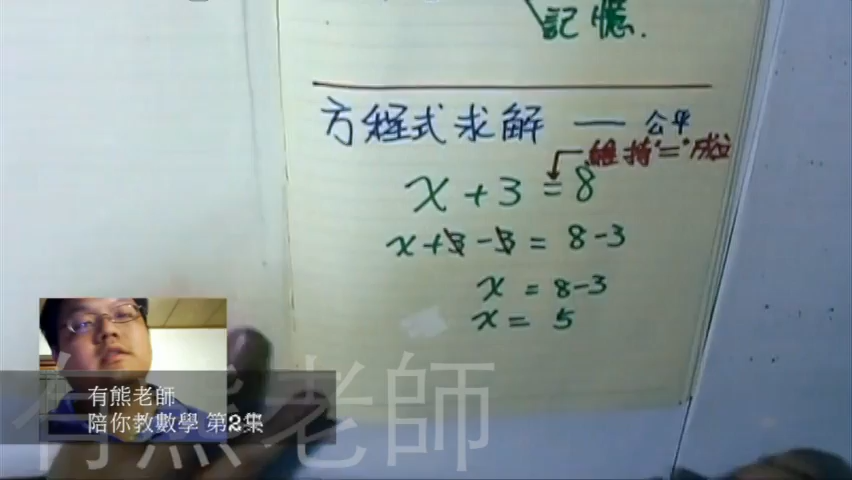 記憶.
方程式求解 — 公平
維持"="成立
x + 3 = 8
x + 3 - 3 = 8 - 3
x = 8 - 3
x = 5
有熊老師
陪你教數學 第2集
有熊老師